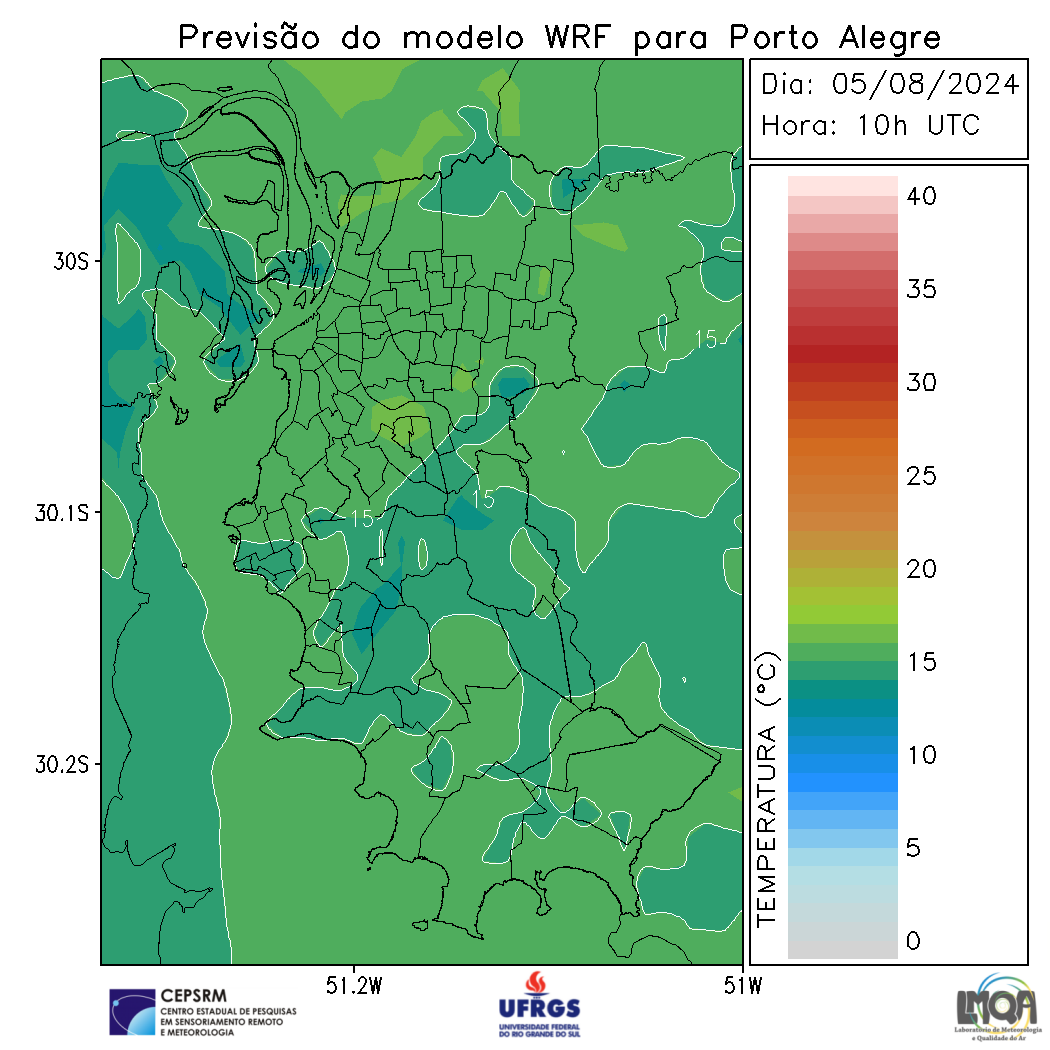 Previsão do modelo WRF para Porto Alegre
Dia: 05/08/2024
Hora: 10h UTC
40
35
30
25
20
15
10
5
0
TEMPERATURA (°C)
30S
30.1S
30.2S
51.2W
51W
15
15
15
CEPSRM
CENTRO ESTADUAL DE PESQUISAS
EM SENSORIAMENTO REMOTO
E METEOROLOGIA
UFRGS
UNIVERSIDADE FEDERAL
DO RIO GRANDE DO SUL
LMQA
Laboratório de Meteorologia
e Qualidade do Ar